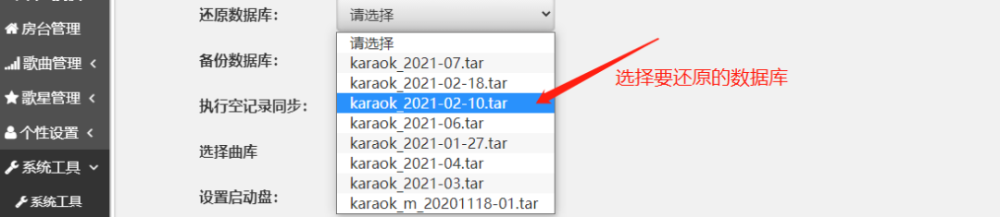 还原数据库：
请选择
房台管理
请选择
备份数据库：
karaok_2021-07.tar
歌曲管理
karaok_2021-02-18.tar
选择要还原的数据库
歌星管理
执行空记录同步：
karaok_2021-02-10.tar
karaok_2021-06.tar
个性设置
karaok_2021-01-27.tar
选择曲库
karaok_2021-04.tar
系统工具
karaok_2021-03.tar
系统工具
设置启动盘：
karaok_m_20201118-01.tar